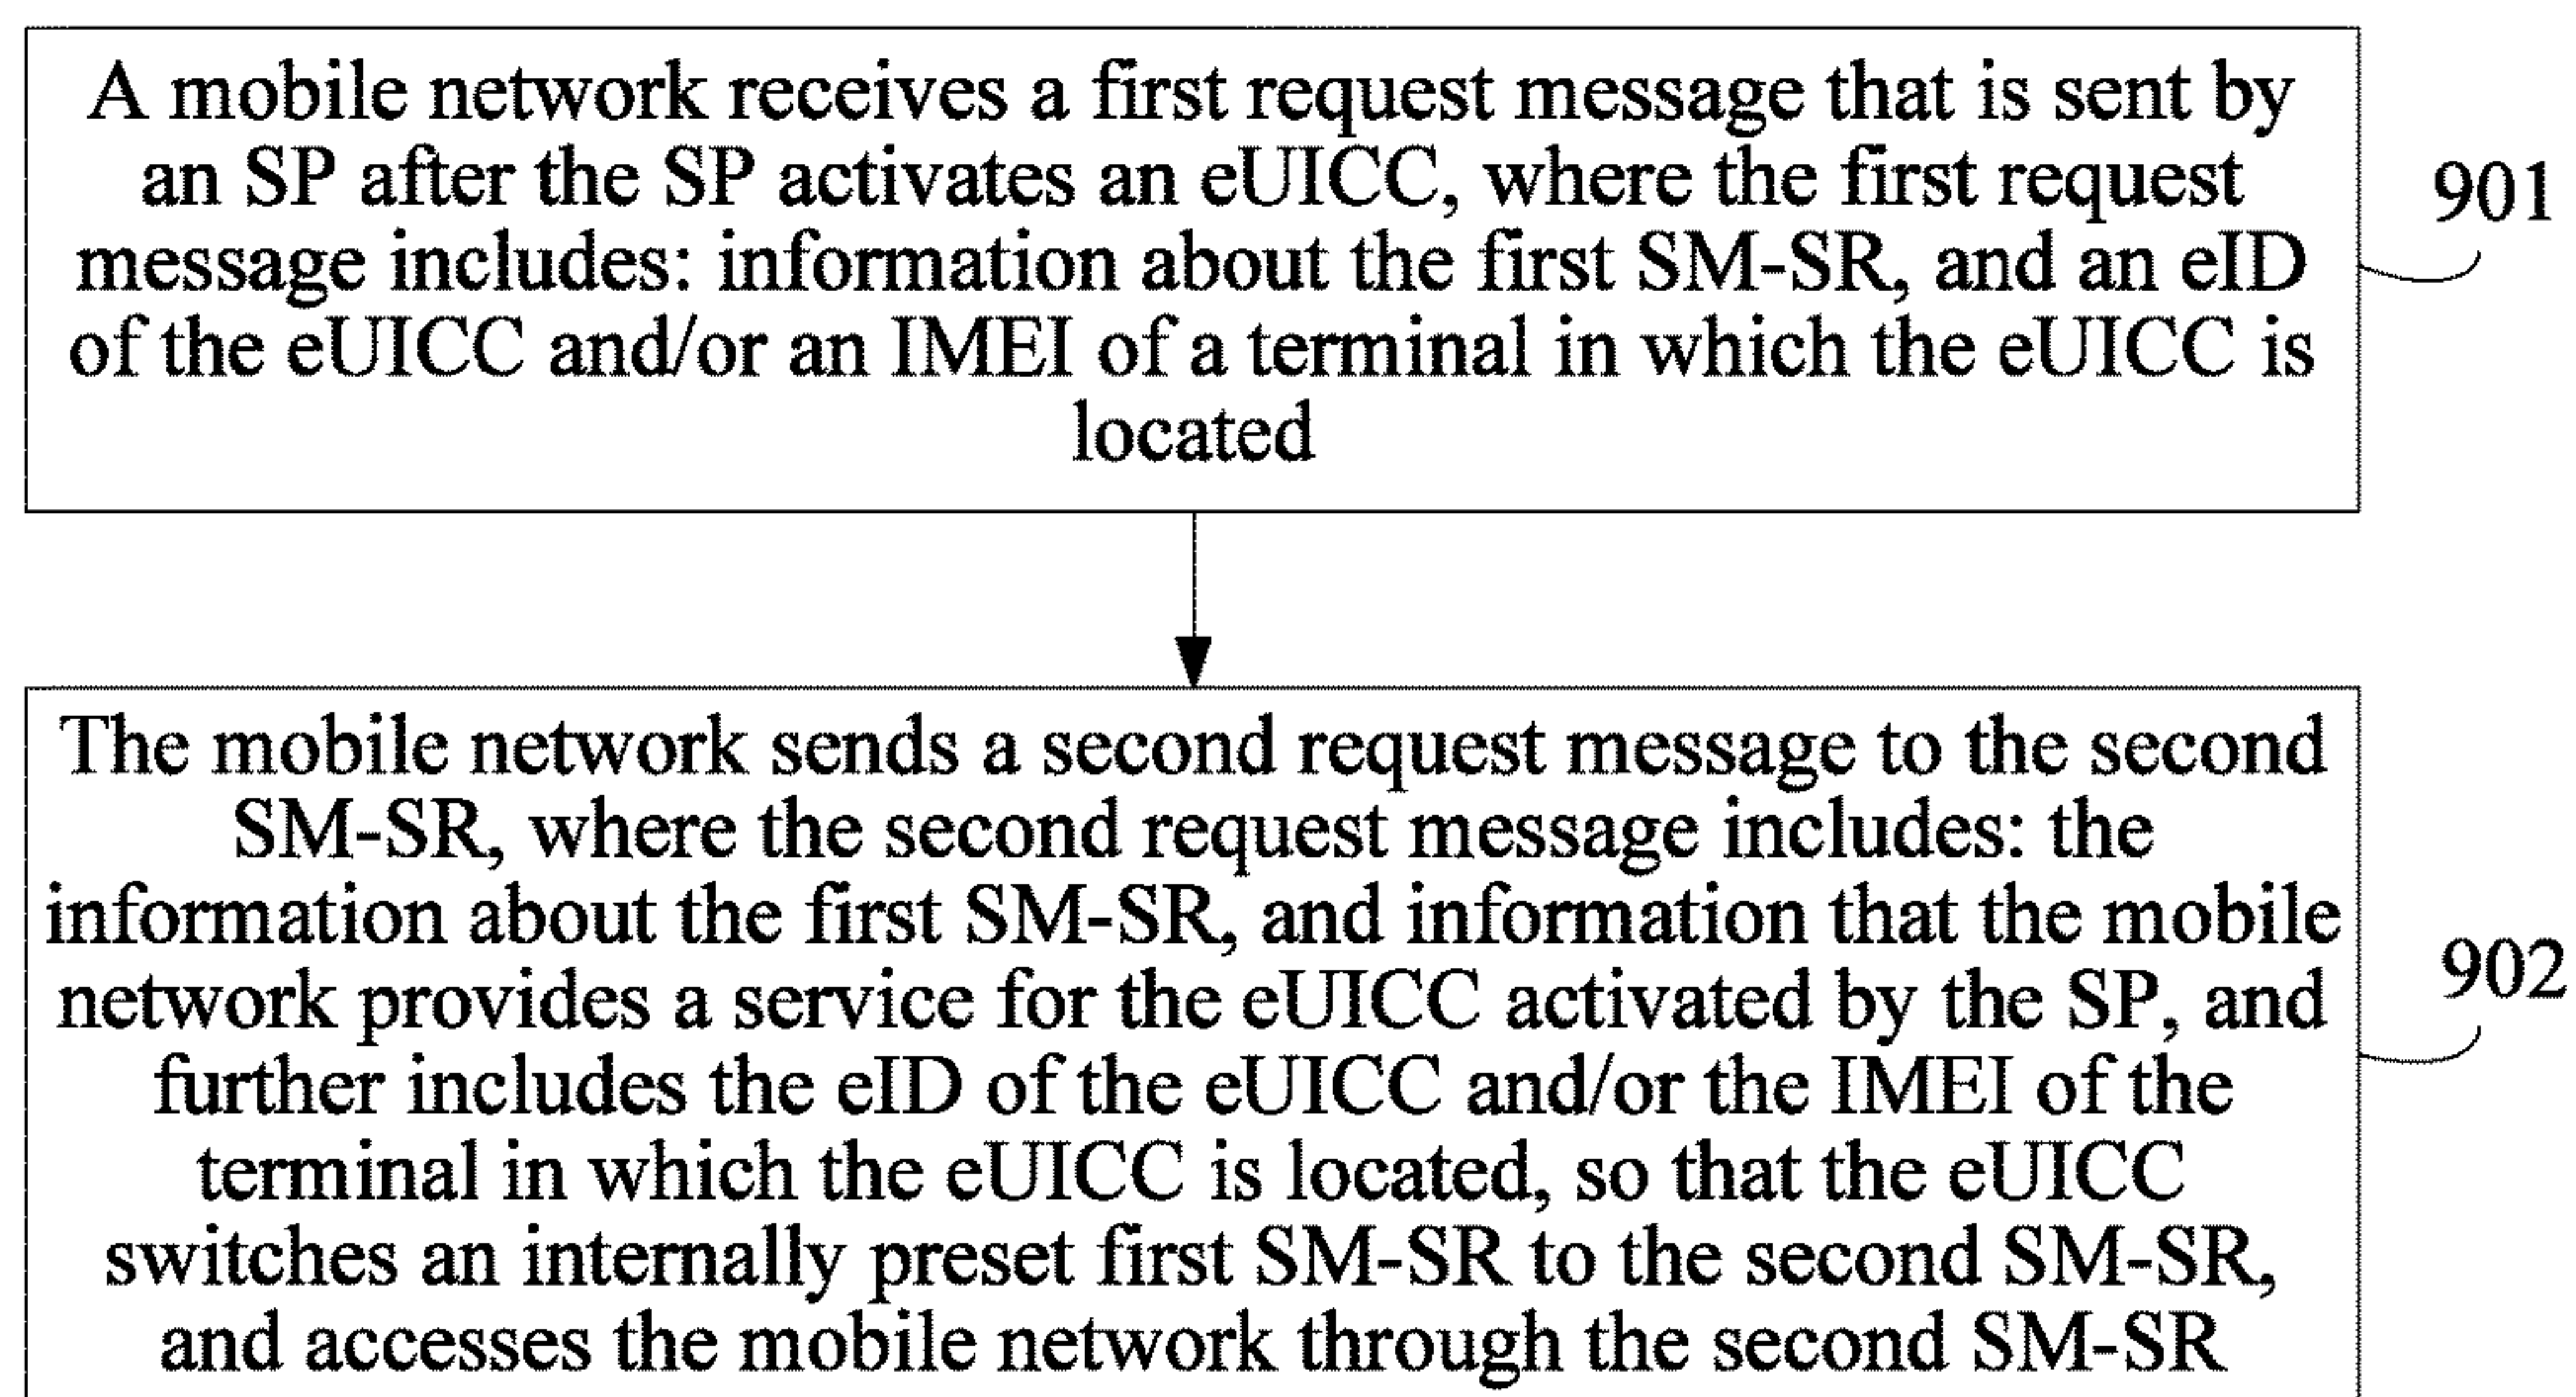 A mobile network receives a first request message that is sent by
an SP after the SP activates an eUICC, where the first request
message includes: information about the first SM-SR, and an eID
of the eUICC and/or an IMEI of a terminal in which the eUICC is
located
901
The mobile network sends a second request message to the second
SM-SR, where the second request message includes: the
information about the first SM-SR, and information that the mobile
network provides a service for the eUICC activated by the SP, and
further includes the eID of the eUICC and/or the IMEI of the
terminal in which the eUICC is located, so that the eUICC
switches an internally preset first SM-SR to the second SM-SR,
and accesses the mobile network through the second SM-SR
902